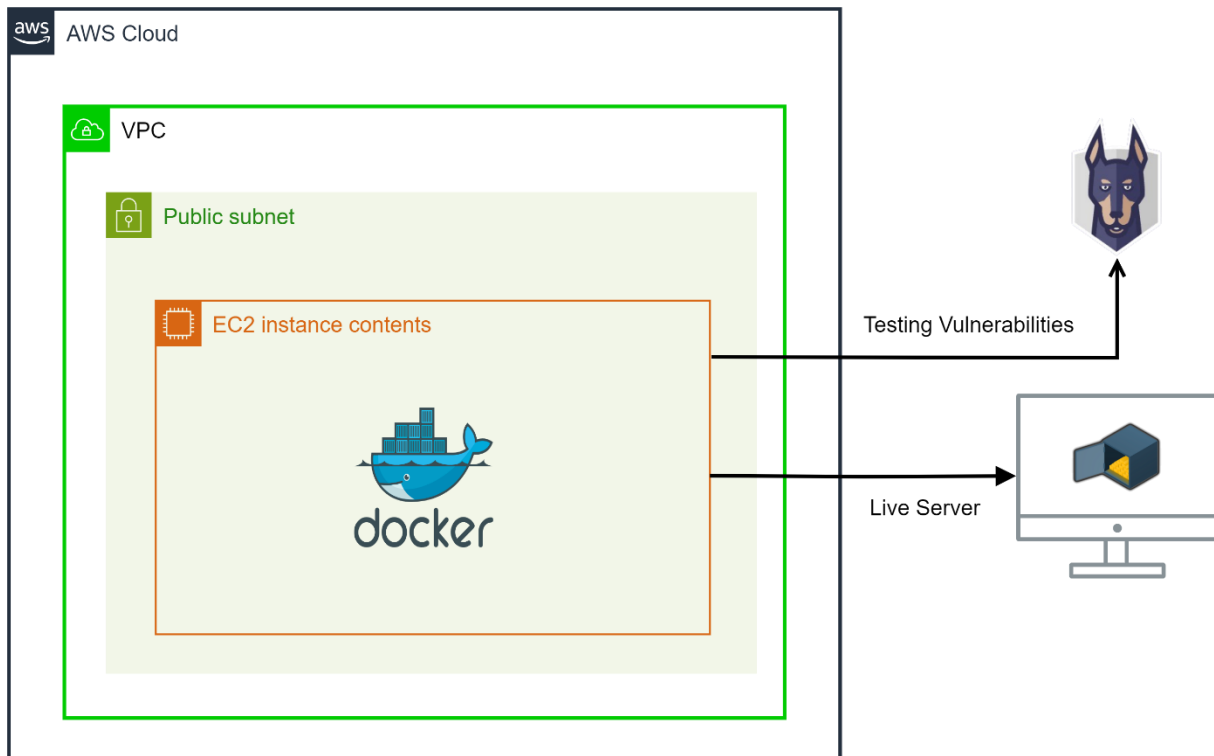 aws
AWS Cloud
VPC
Public subnet
EC2 instance contents
Testing Vulnerabilities
Live Server
docker